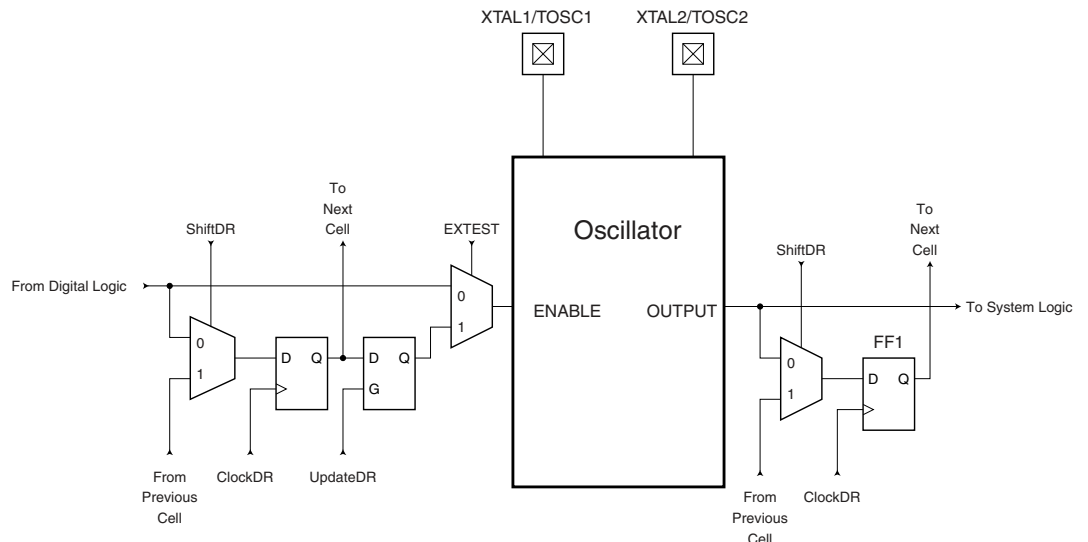 XTAL1/TOSC1
XTAL2/TOSC2
To
Next
Cell
ShiftDR
EXTEST
From Digital Logic
0
1
D Q
D Q
G
0
1
From
Previous
Cell
ClockDR
UpdateDR
Oscillator
ENABLE
OUTPUT
To
Next
Cell
ShiftDR
To System Logic
FF1
0
1
D Q
From
Previous
Cell
ClockDR